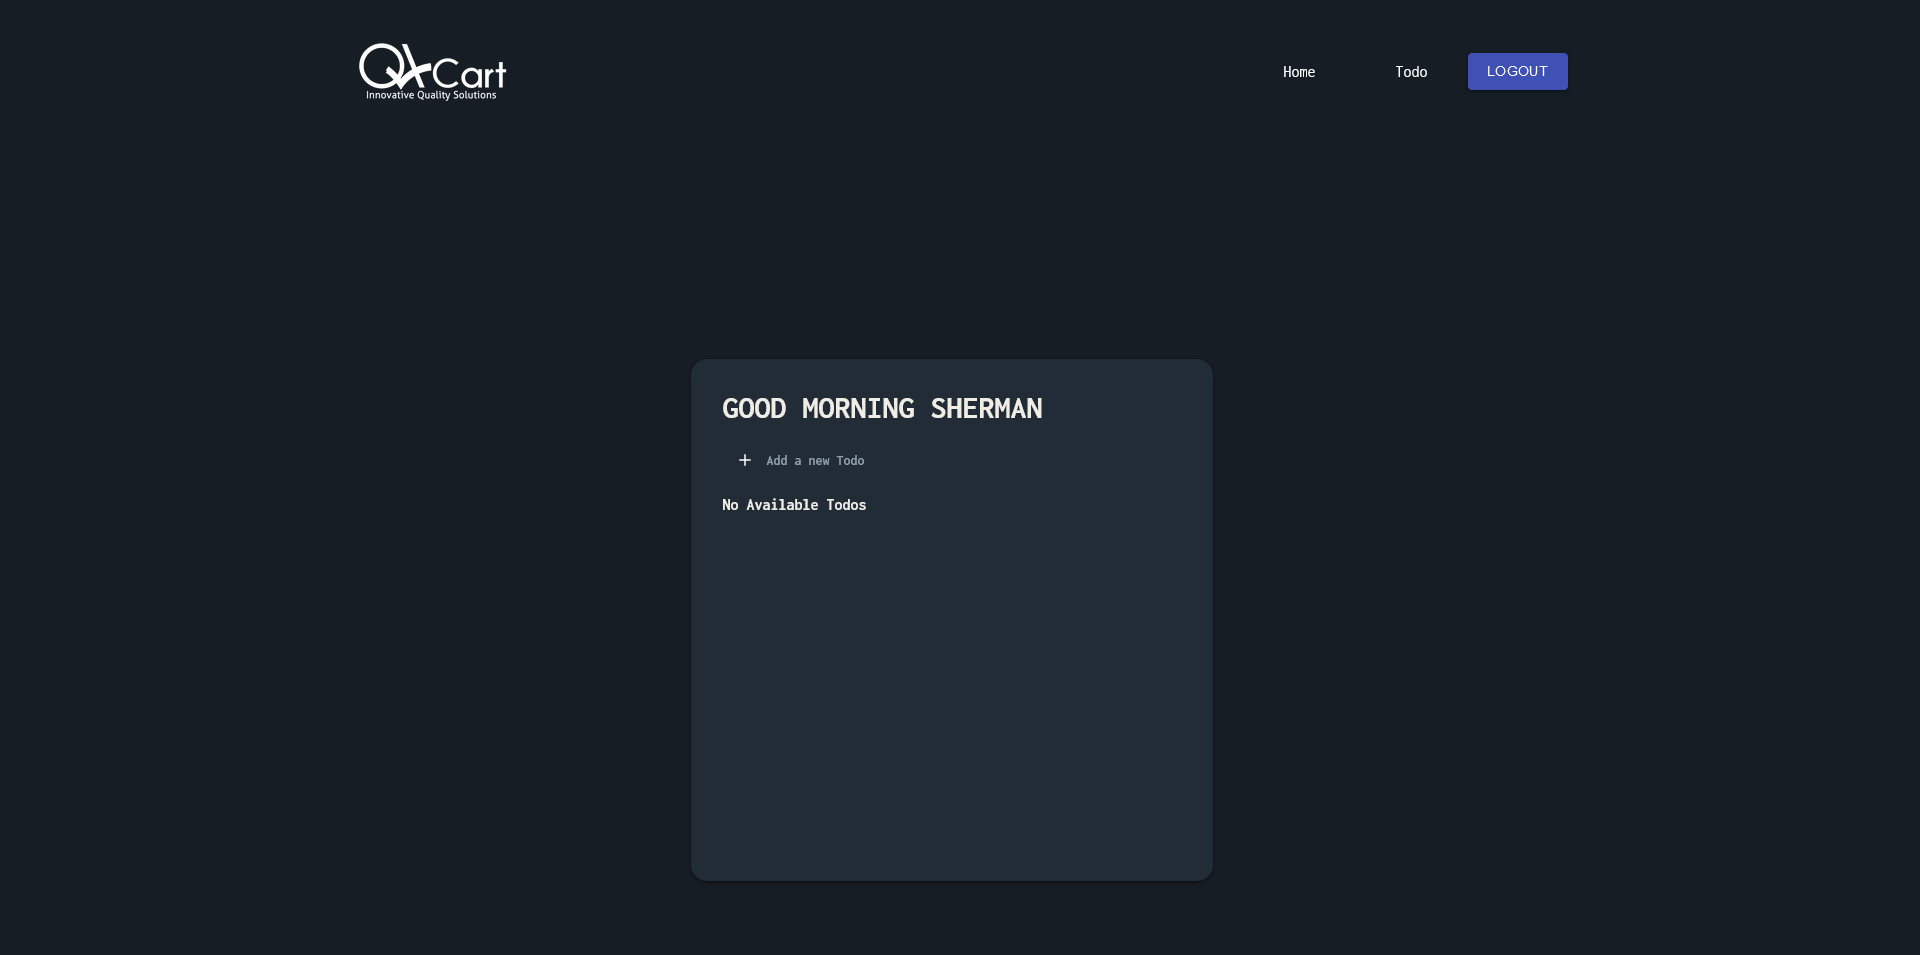 QACart
Innovative Quality Solutions
Home
Todo
LOGOUT
GOOD MORNING SHERMAN
Add a new Todo
No Available Todos